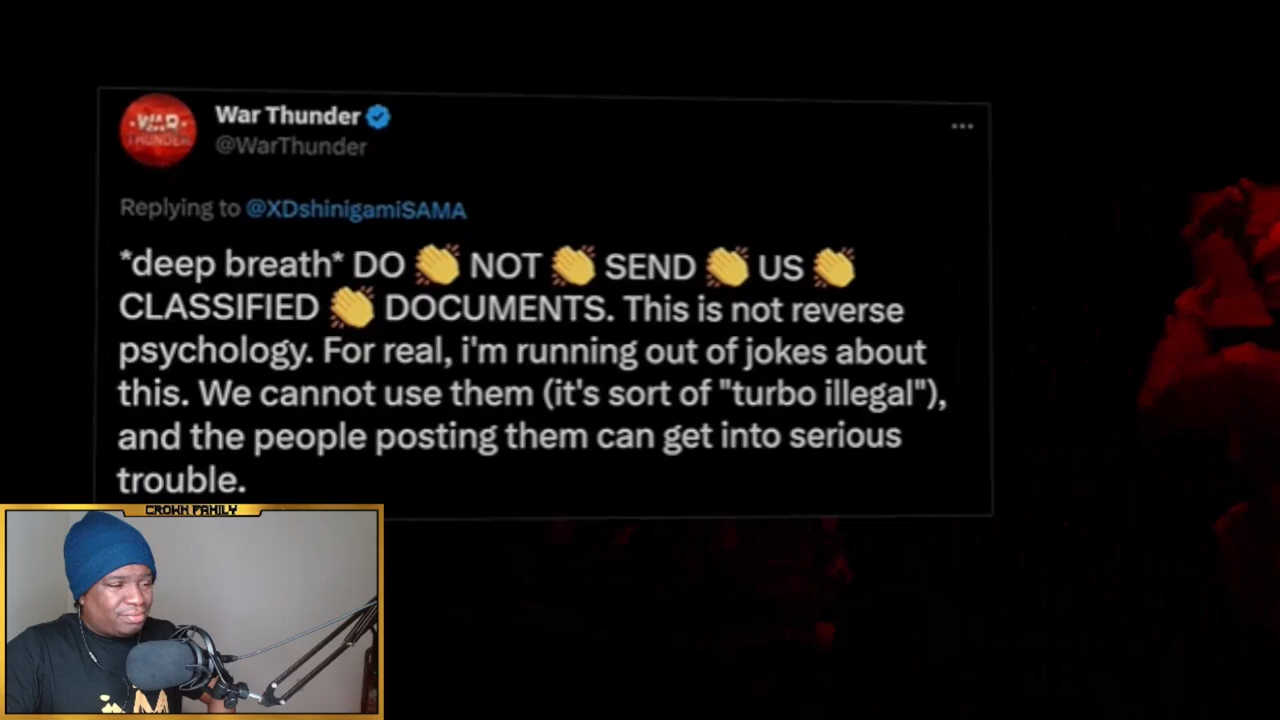 WAR THUNDER
War Thunder
@WarThunder
Replying to @XDshinigamiSAMA
*deep breath* DO 👏 NOT 👏 SEND 👏 US 👏
CLASSIFIED 👏 DOCUMENTS. This is not reverse
psychology. For real, i'm running out of jokes about
this. We cannot use them (it's sort of "turbo illegal"),
and the people posting them can get into serious
trouble.
CROWN FAMILY